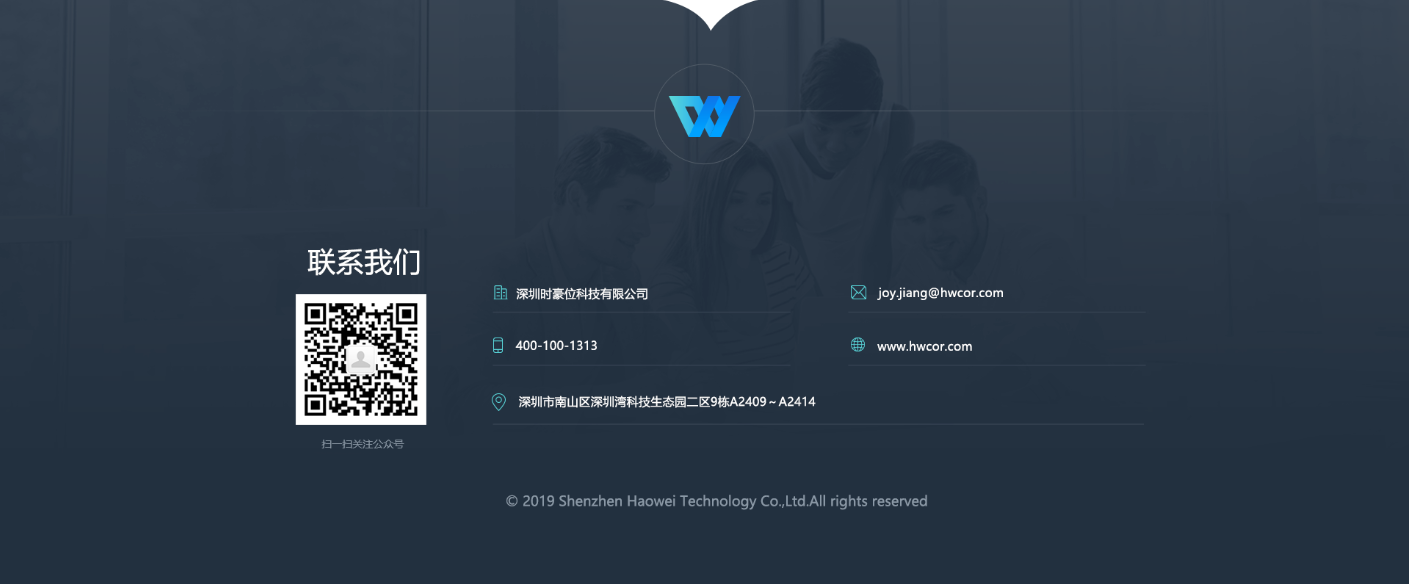 联系我们
深圳时豪位科技有限公司
joy.jiang@hwcor.com
400-100-1313
www.hwcor.com
深圳市南山区深圳湾科技生态园二区9栋A2409～A2414
扫一扫关注公众号
© 2019 Shenzhen Haowei Technology Co.,Ltd.All rights reserved